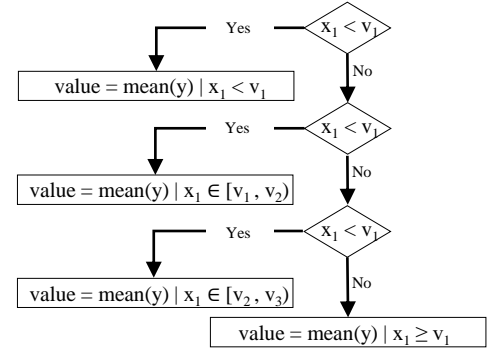 Yes
x₁ < v₁
No
value = mean(y) | x₁ < v₁
Yes
x₁ < v₁
No
value = mean(y) | x₁ ∈ [v₁ , v₂)
Yes
x₁ < v₁
No
value = mean(y) | x₁ ∈ [v₂ , v₃)
value = mean(y) | x₁ ≥ v₁